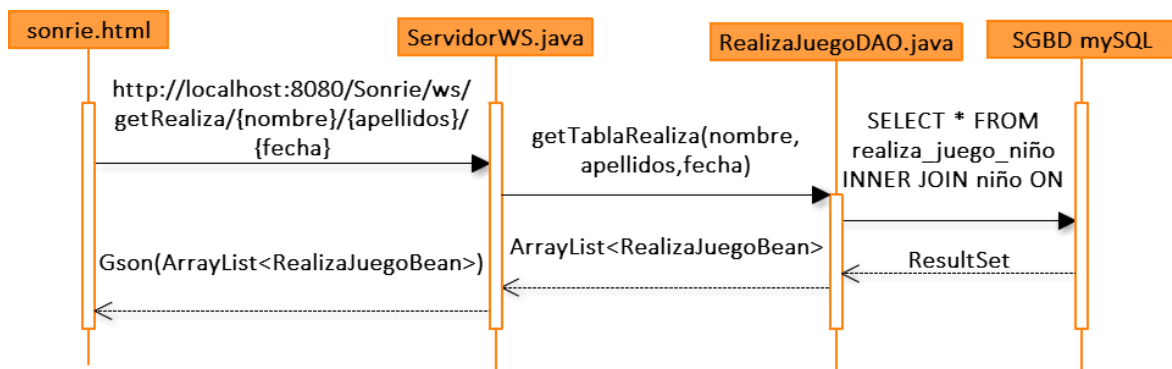 sonrie.html
ServidorWS.java
RealizaJuegoDAO.java
SGBD mySQL
http://localhost:8080/Sonrie/ws/
getRealiza/{nombre}/{apellidos}/
{fecha}
getTablaRealiza(nombre,
apellidos,fecha)
SELECT * FROM
realiza_juego_niño
INNER JOIN niño ON
Gson(ArrayList<RealizaJuegoBean>)
ArrayList<RealizaJuegoBean>
ResultSet